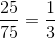 25/75 = 1/3